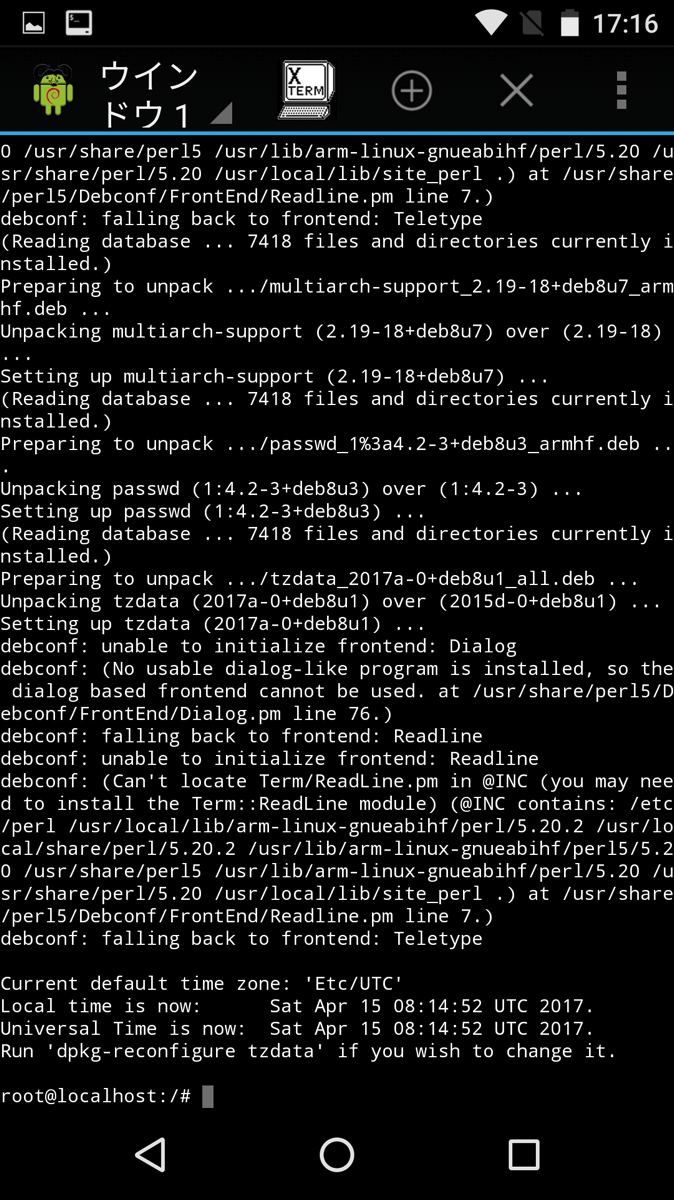 17:16
ウイン
ドウ１
X
TERM
0 /usr/share/perl5 /usr/lib/arm-linux-gnueabihf/perl/5.20 /u
sr/share/perl/5.20 /usr/local/lib/site_perl .) at /usr/share
/perl5/Debconf/FrontEnd/Readline.pm line 7.)
debconf: falling back to frontend: Teletype
(Reading database ... 7418 files and directories currently i
nstalled.)
Preparing to unpack .../multiarch-support_2.19-18+deb8u7_arm
hf.deb ...
Unpacking multiarch-support (2.19-18+deb8u7) over (2.19-18)
...
Setting up multiarch-support (2.19-18+deb8u7) ...
(Reading database ... 7418 files and directories currently i
nstalled.)
Preparing to unpack .../passwd_1%3a4.2-3+deb8u3_armhf.deb ..
.
Unpacking passwd (1:4.2-3+deb8u3) over (1:4.2-3) ...
Setting up passwd (1:4.2-3+deb8u3) ...
(Reading database ... 7418 files and directories currently i
nstalled.)
Preparing to unpack .../tzdata_2017a-0+deb8u1_all.deb ...
Unpacking tzdata (2017a-0+deb8u1) over (2015d-0+deb8u1) ...
Setting up tzdata (2017a-0+deb8u1) ...
debconf: unable to initialize frontend: Dialog
debconf: (No usable dialog-like program is installed, so the
 dialog based frontend cannot be used. at /usr/share/perl5/D
ebconf/FrontEnd/Dialog.pm line 76.)
debconf: falling back to frontend: Readline
debconf: unable to initialize frontend: Readline
debconf: (Can't locate Term/ReadLine.pm in @INC (you may nee
d to install the Term::ReadLine module) (@INC contains: /etc
/perl /usr/local/lib/arm-linux-gnueabihf/perl/5.20.2 /usr/lo
cal/share/perl/5.20.2 /usr/lib/arm-linux-gnueabihf/perl5/5.2
0 /usr/share/perl5 /usr/lib/arm-linux-gnueabihf/perl/5.20 /u
sr/share/perl/5.20 /usr/local/lib/site_perl .) at /usr/share
/perl5/Debconf/FrontEnd/Readline.pm line 7.)
debconf: falling back to frontend: Teletype
Current default time zone: 'Etc/UTC'
Local time is now:      Sat Apr 15 08:14:52 UTC 2017.
Universal Time is now:  Sat Apr 15 08:14:52 UTC 2017.
Run 'dpkg-reconfigure tzdata' if you wish to change it.
root@localhost:/#